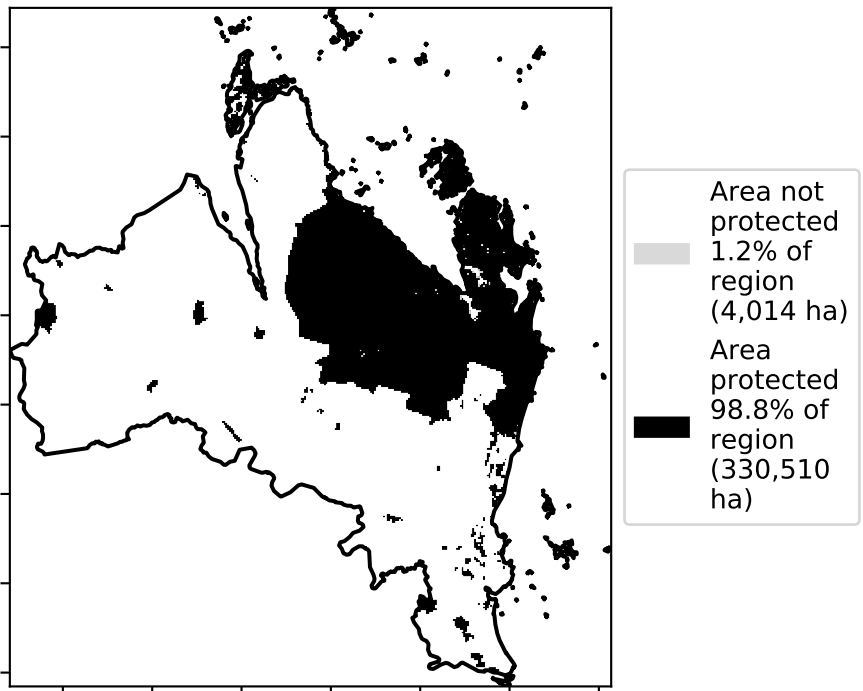 Area not
protected
1.2% of
region
(4,014 ha)
Area
protected
98.8% of
region
(330,510
ha)